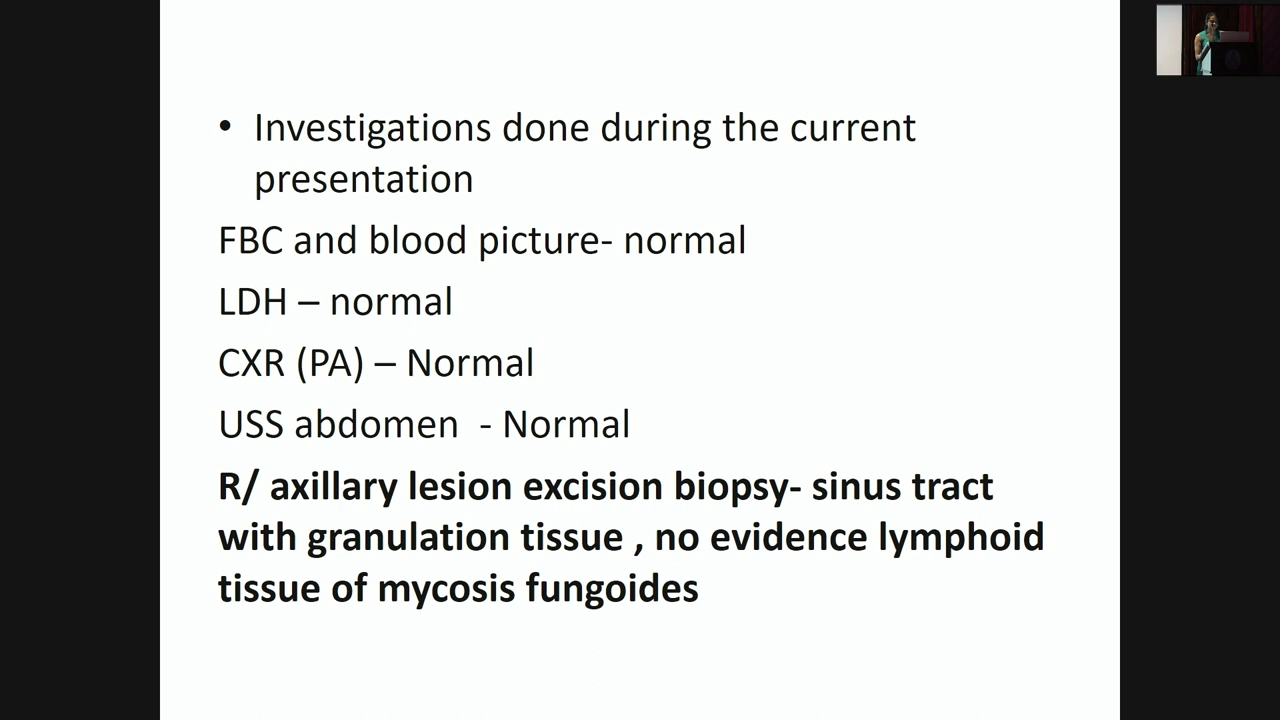 • Investigations done during the current
presentation
FBC and blood picture- normal
LDH – normal
CXR (PA) – Normal
USS abdomen  - Normal
R/ axillary lesion excision biopsy- sinus tract
with granulation tissue , no evidence lymphoid
tissue of mycosis fungoides